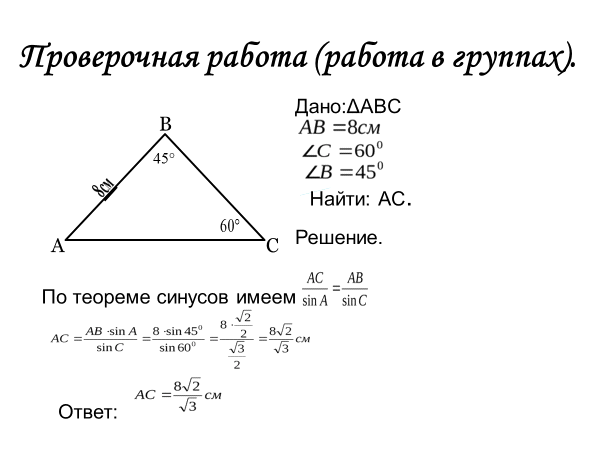 Проверочная работа (работа в группах).
Дано:ΔАВС
AB =8см
∠C =60⁰
∠B =45⁰
Найти: АС.
Решение.
B
45°
8см
60°
A
C
По теореме синусов имеем AC/sin A = AB/sin C
AC = AB·sin A/sin C = 8·sin 45⁰/sin 60⁰ = (8·√2/2)/(√3/2) = 8√2/√3 см
Ответ: AC = 8√2/√3 см